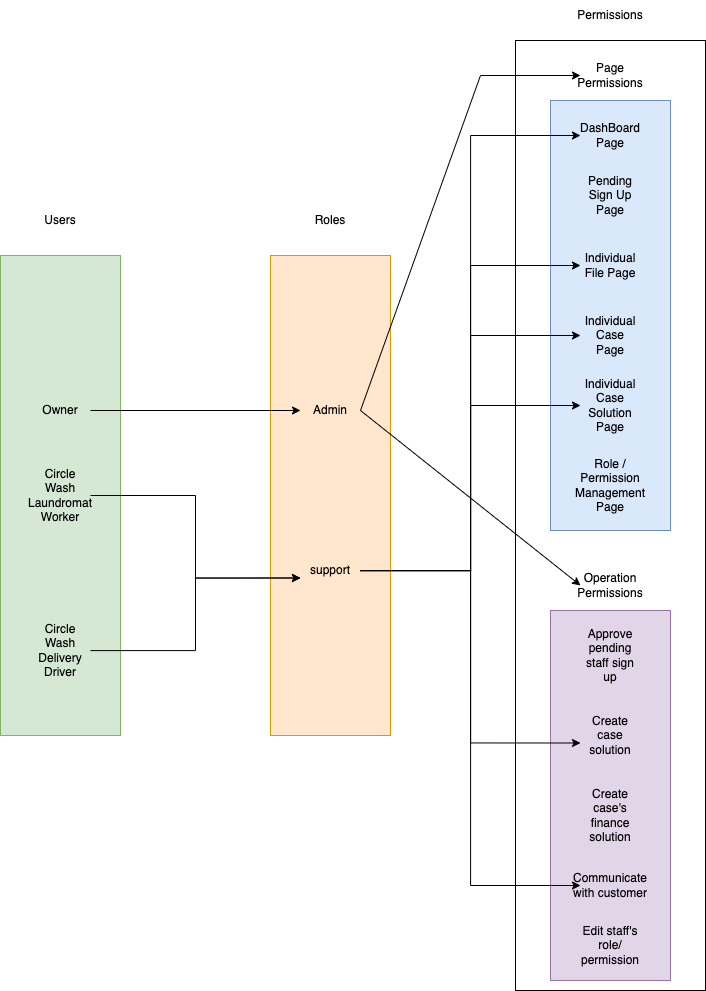 Permissions
Page
Permissions
DashBoard
Page
Pending
Sign Up
Page
Users
Roles
Individual
File Page
Individual
Case
Page
Individual
Case
Solution
Page
Owner
Admin
Circle
Wash
Laundromat
Worker
Role /
Permission
Management
Page
support
Operation
Permissions
Circle
Wash
Delivery
Driver
Approve
pending
staff sign
up
Create
case
solution
Create
case's
finance
solution
Communicate
with customer
Edit staff's
role/
permission